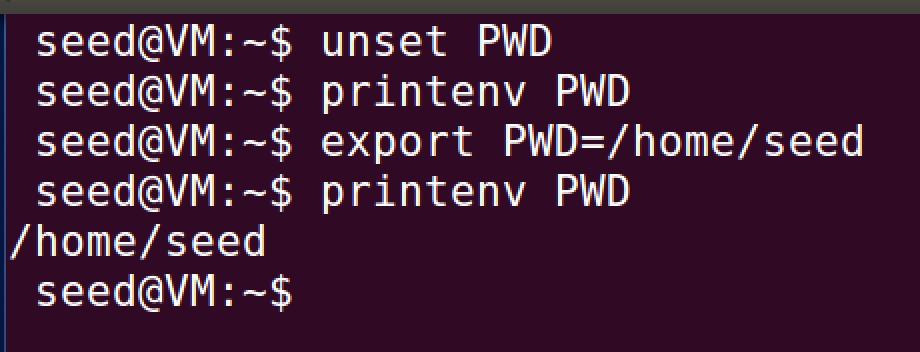 seed@VM:~$ unset PWD
seed@VM:~$ printenv PWD
seed@VM:~$ export PWD=/home/seed
seed@VM:~$ printenv PWD
/home/seed
seed@VM:~$